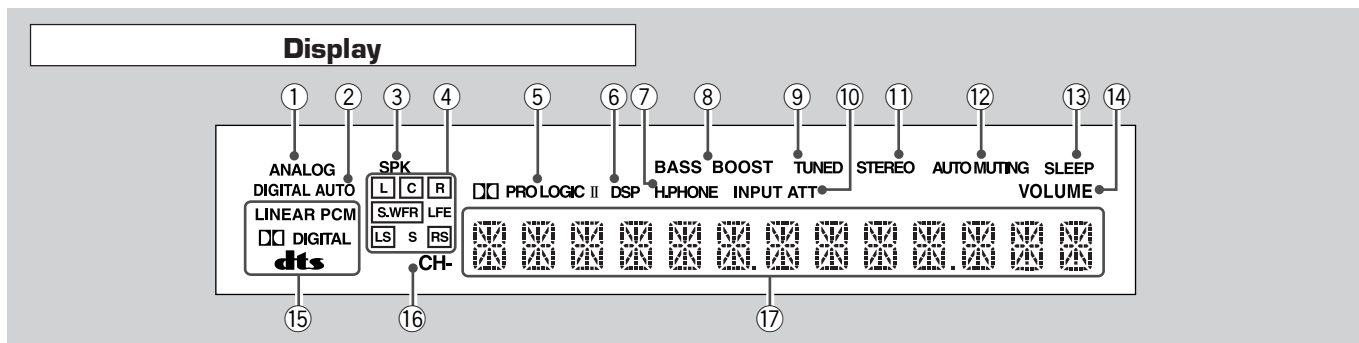 Display
① ② ③ ④ ⑤ ⑥ ⑦ ⑧ ⑨ ⑩ ⑪ ⑫ ⑬ ⑭
ANALOG SPK BASS BOOST TUNED STEREO AUTO MUTING SLEEP
DIGITAL AUTO L C R PRO LOGIC II DSP H.PHONE INPUT ATT VOLUME
LINEAR PCM S.WFR LFE
DIGITAL LS S RS
dts CH-
⑮ ⑯ ⑰